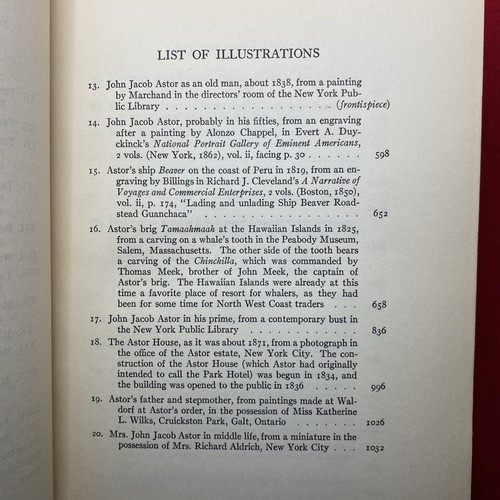 LIST OF ILLUSTRATIONS
13. John Jacob Astor as an old man, about 1838, from a painting
by Marchand in the directors' room of the New York Pub-
lic Library . . . . . . . . . . . . . . . . . (frontispiece)
14. John Jacob Astor, probably in his fifties, from an engraving
after a painting by Alonzo Chappel, in Evert A. Duy-
ckinck's National Portrait Gallery of Eminent Americans,
2 vols. (New York, 1862), vol. ii, facing p. 30 . . . . . . 598
15. Astor's ship Beaver on the coast of Peru in 1819, from an en-
graving by Billings in Richard J. Cleveland's A Narrative of
Voyages and Commercial Enterprises, 2 vols. (Boston, 1850),
vol. ii, p. 174, "Lading and unlading Ship Beaver Road-
stead Guanchaca" . . . . . . . . . . . . . . . 652
16. Astor's brig Tamaahmaah at the Hawaiian Islands in 1825,
from a carving on a whale's tooth in the Peabody Museum,
Salem, Massachusetts. The other side of the tooth bears
a carving of the Chinchilla, which was commanded by
Thomas Meek, brother of John Meek, the captain of
Astor's brig. The Hawaiian Islands were already at this
time a favorite place of resort for whalers, as they had
been for some time for North West Coast traders . . . 658
17. John Jacob Astor in his prime, from a contemporary bust in
the New York Public Library . . . . . . . . . . . 836
18. The Astor House, as it was about 1871, from a photograph in
the office of the Astor estate, New York City. The con-
struction of the Astor House (which Astor had originally
intended to call the Park Hotel) was begun in 1834, and
the building was opened to the public in 1836 . . . . . 996
19. Astor's father and stepmother, from paintings made at Wal-
dorf at Astor's order, in the possession of Miss Katherine
L. Wilks, Cruickston Park, Galt, Ontario . . . . . . . 1026
20. Mrs. John Jacob Astor in middle life, from a miniature in the
possession of Mrs. Richard Aldrich, New York City . . . 1032